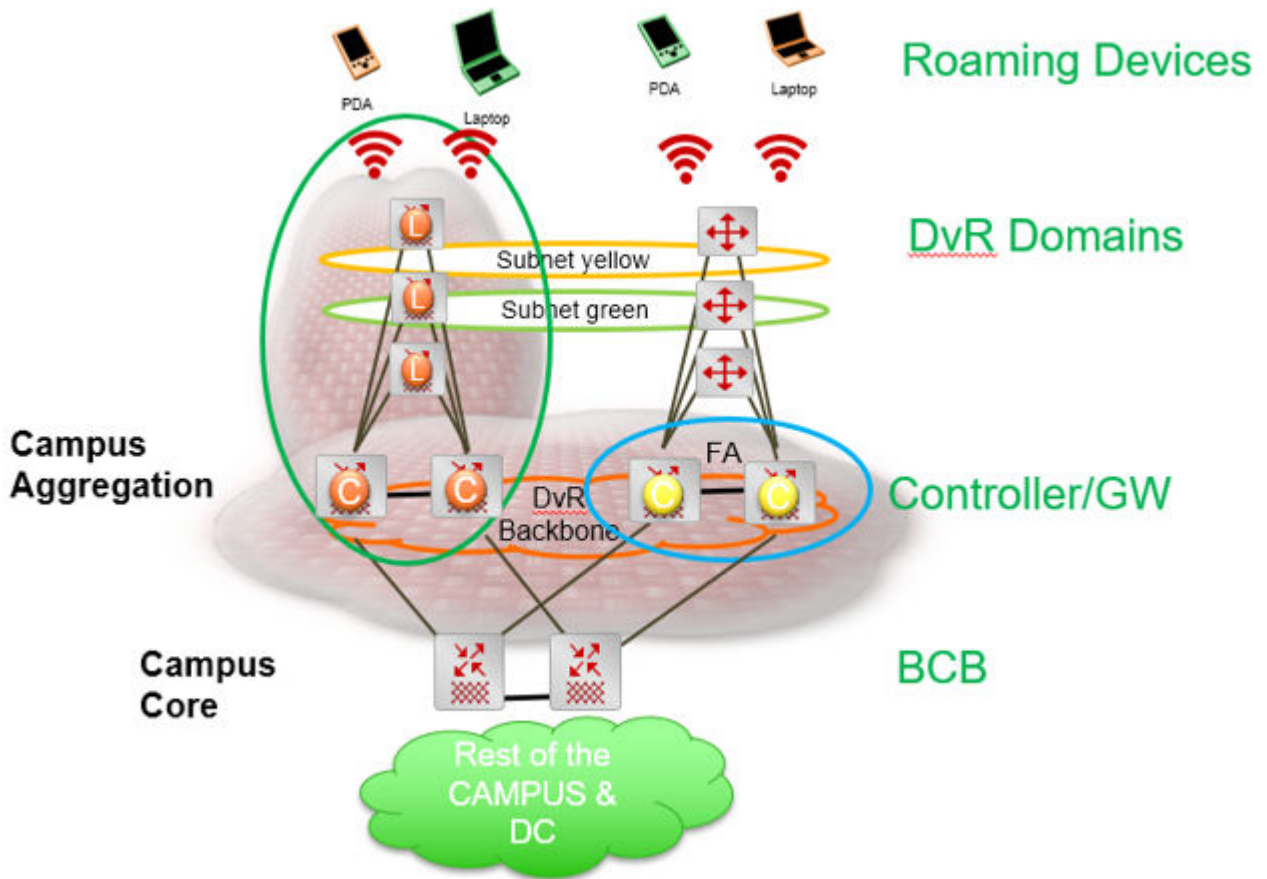 Roaming Devices
PDA
Laptop
PDA
Laptop
DvR Domains
L
Subnet yellow
L
Subnet green
L
Campus
Aggregation
FA
C
C
C
C
DvR
Backbone
Controller/GW
Campus
Core
BCB
Rest of the
CAMPUS &
DC